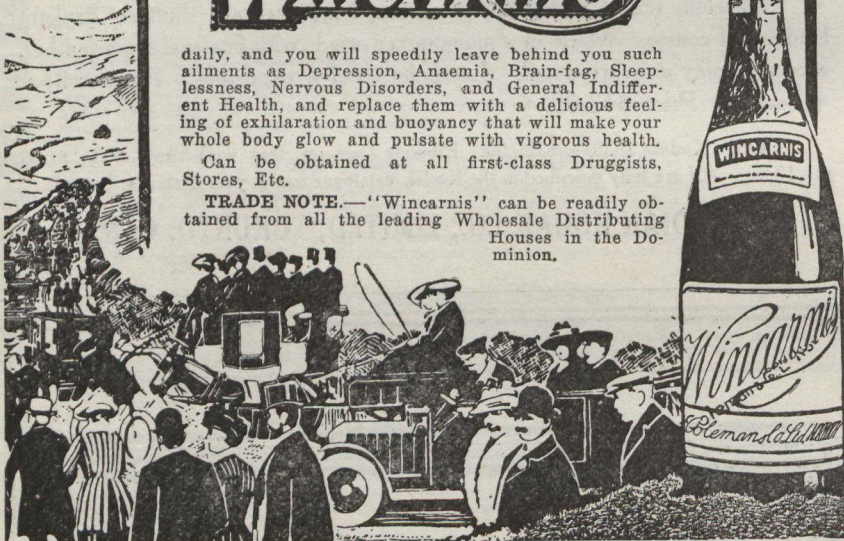 Wincarnis
daily, and you will speedily leave behind you such
ailments as Depression, Anaemia, Brain-fag, Sleep-
lessness, Nervous Disorders, and General Indiffer-
ent Health, and replace them with a delicious feel-
ing of exhilaration and buoyancy that will make your
whole body glow and pulsate with vigorous health.
Can be obtained at all first-class Druggists,
Stores, Etc.
TRADE NOTE.—"Wincarnis" can be readily ob-
tained from all the leading Wholesale Distributing
Houses in the Do-
minion.
WINCARNIS
Wincarnis
Coleman & Co Ltd